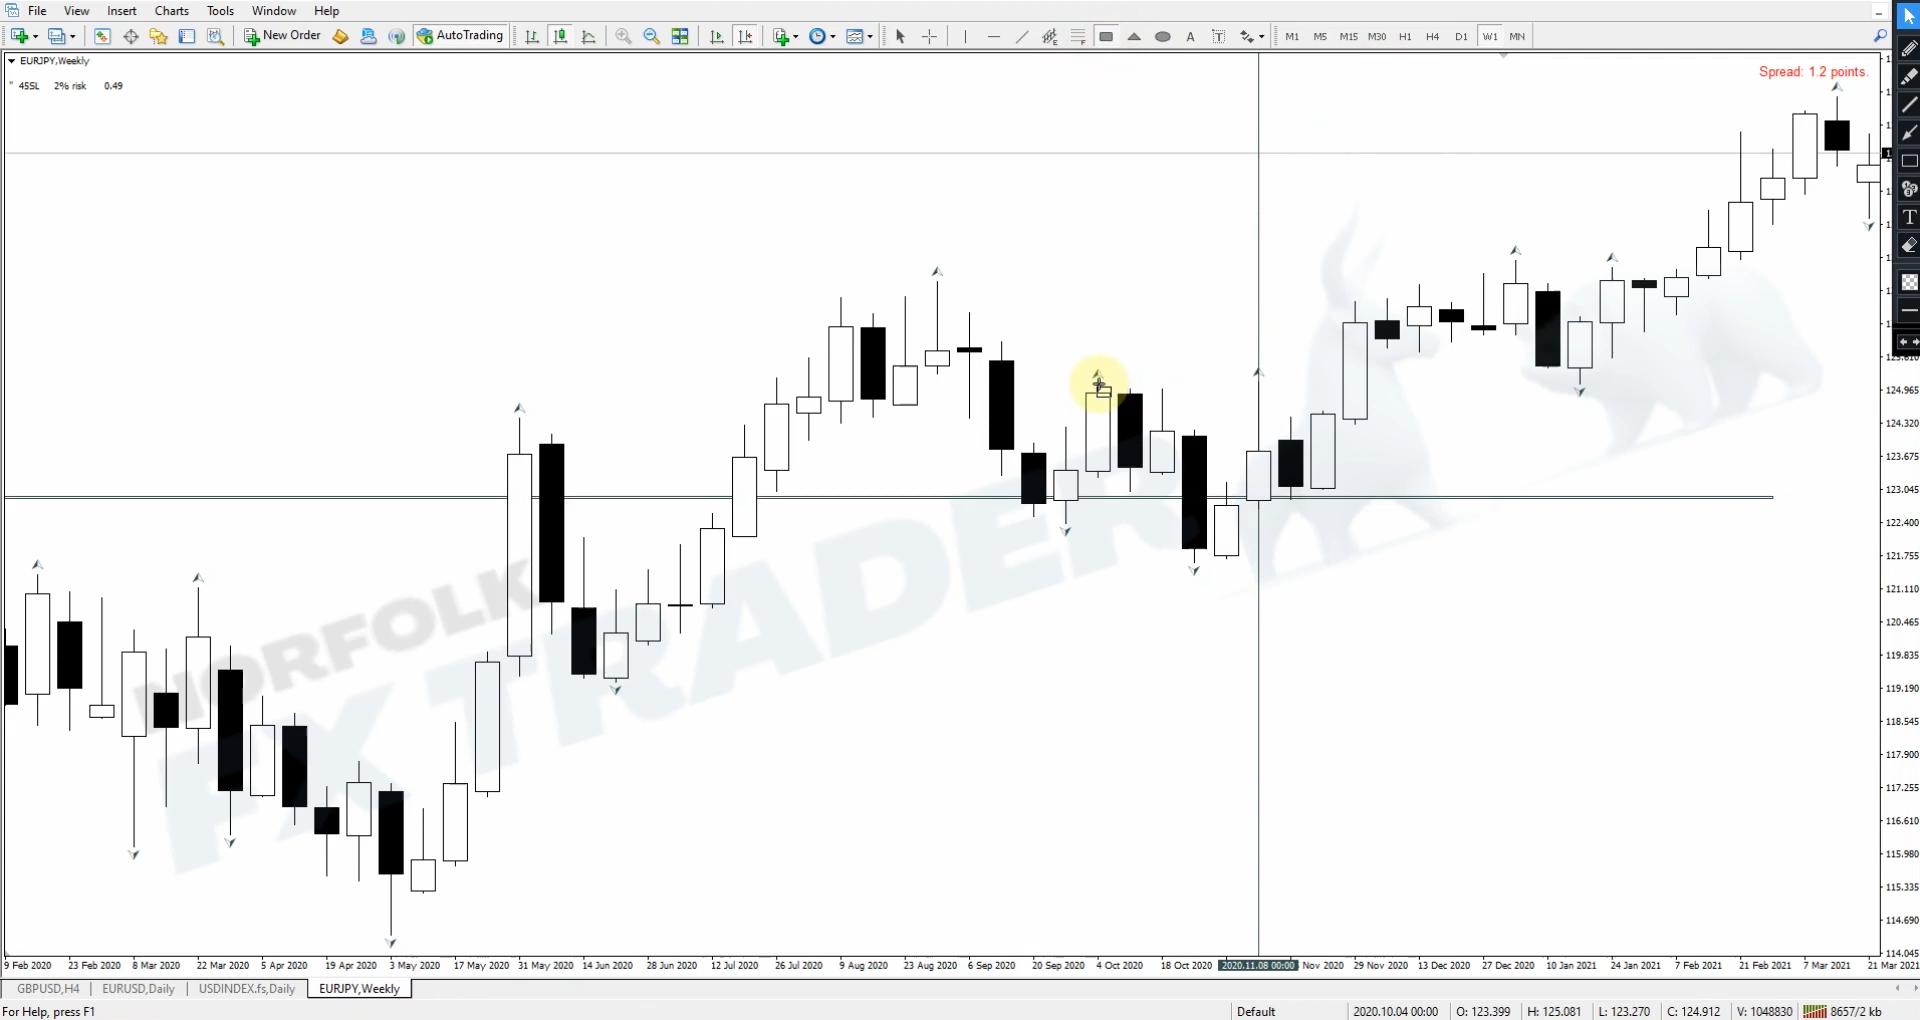 File View Insert Charts Tools Window Help
New Order AutoTrading A T M1 M5 M15 M30 H1 H4 D1 W1 MN
EURJPY,Weekly
Spread: 1.2 points.
45SL 2% risk 0.49
T
124.965
124.320
123.675
123.045
122.400
121.755
121.110
120.465
119.835
119.190
118.545
117.900
117.255
116.610
115.980
115.335
114.690
114.045
NORFOLK
FX TRADER
9 Feb 2020 23 Feb 2020 8 Mar 2020 22 Mar 2020 5 Apr 2020 19 Apr 2020 3 May 2020 17 May 2020 31 May 2020 14 Jun 2020 28 Jun 2020 12 Jul 2020 26 Jul 2020 9 Aug 2020 23 Aug 2020 6 Sep 2020 20 Sep 2020 4 Oct 2020 18 Oct 2020 2020.11.08 00:00 Nov 2020 29 Nov 2020 13 Dec 2020 27 Dec 2020 10 Jan 2021 24 Jan 2021 7 Feb 2021 21 Feb 2021 7 Mar 2021 21 Mar 2021
GBPUSD,H4 EURUSD,Daily USDINDEX.fs,Daily EURJPY,Weekly
For Help, press F1 Default 2020.10.04 00:00 O: 123.399 H: 125.081 L: 123.270 C: 124.912 V: 1048830 8657/2 kb